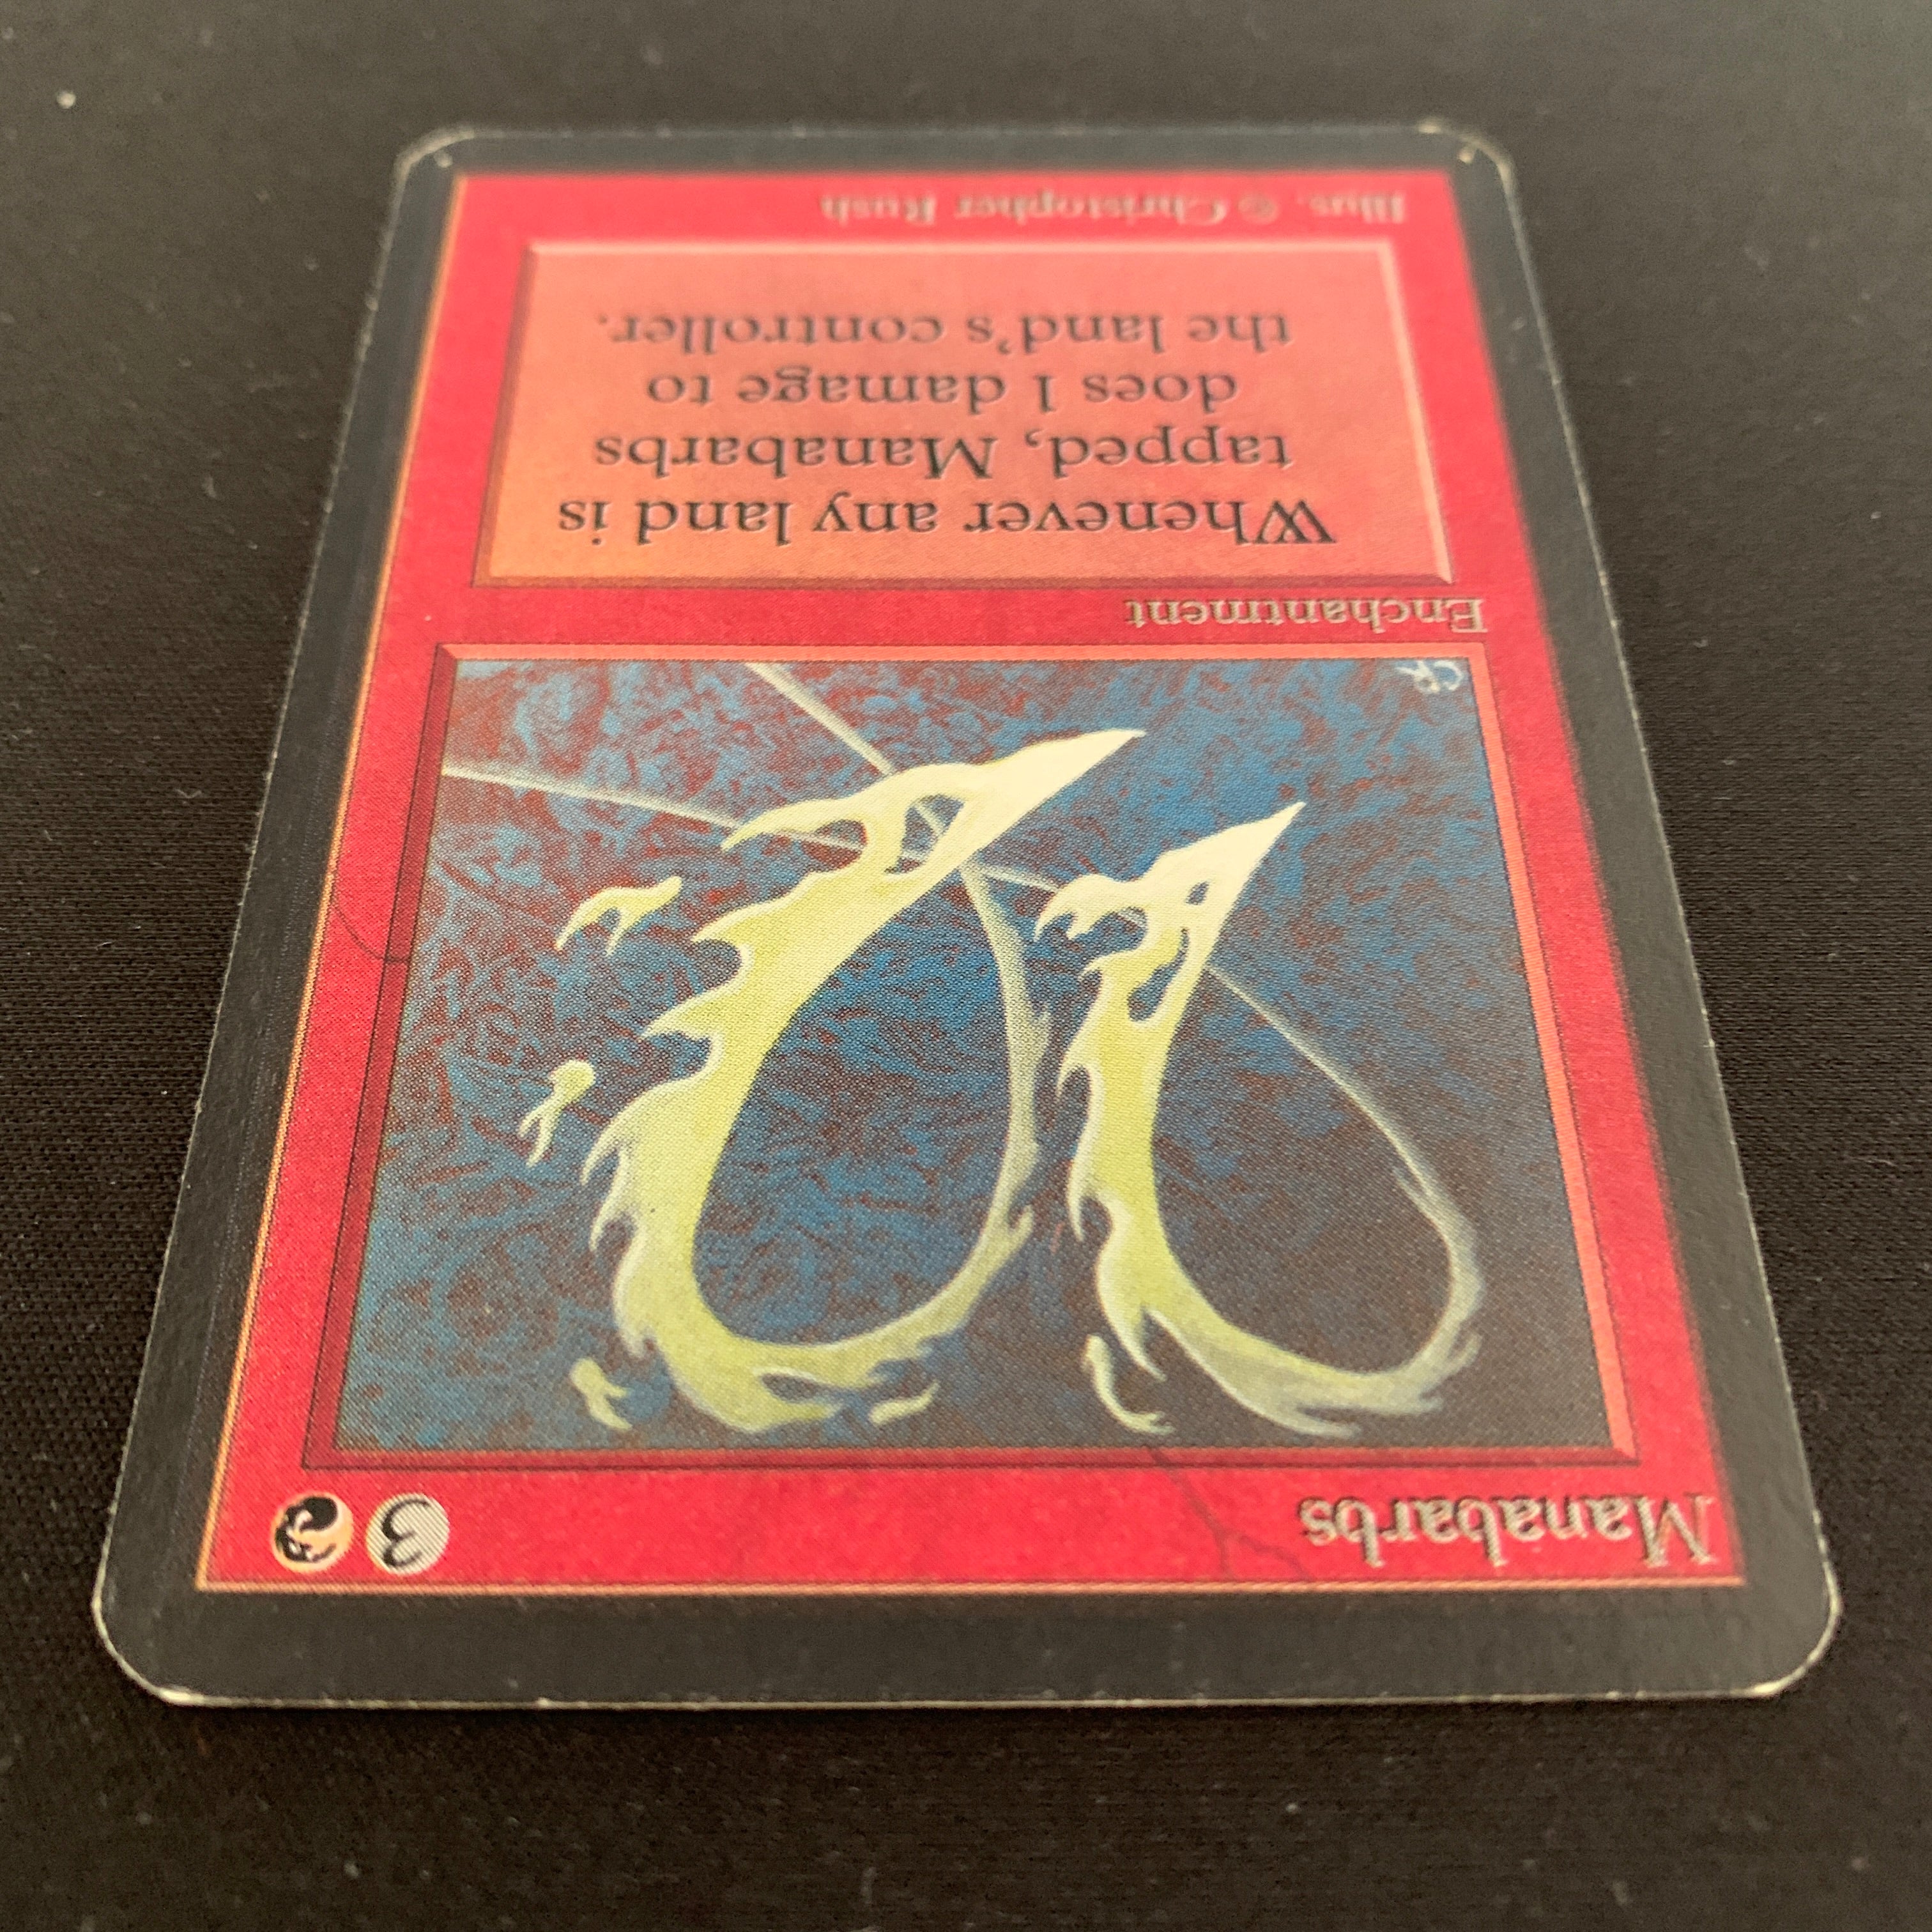 Manabarbs 3
CR
Enchantment
Whenever any land is
tapped, Manabarbs
does 1 damage to
the land's controller.
Illus. © Christopher Rush